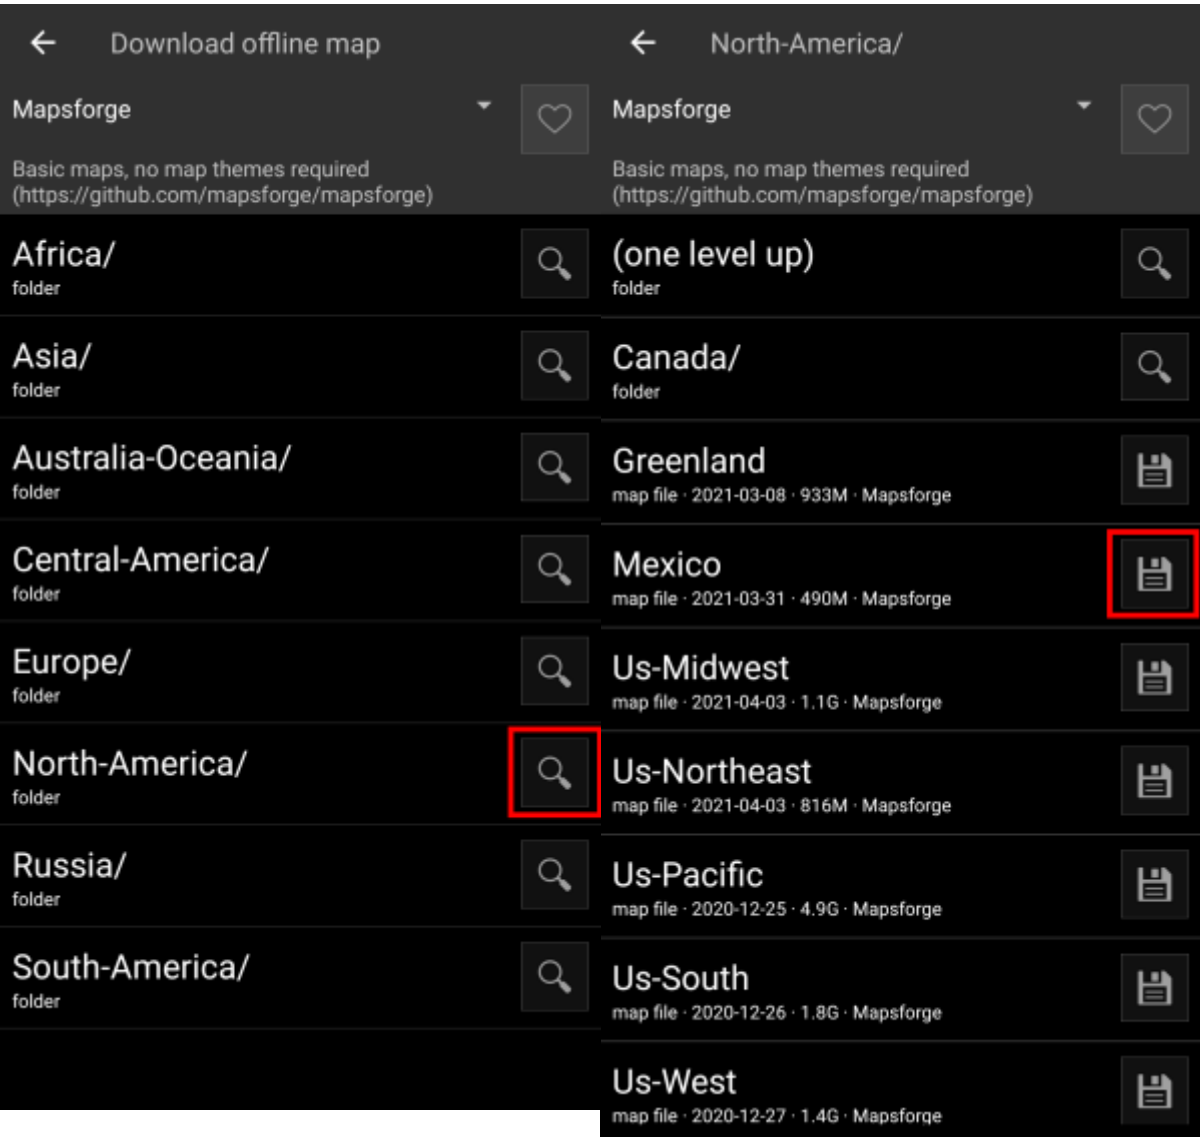 Download offline map
Mapsforge
Basic maps, no map themes required
(https://github.com/mapsforge/mapsforge)
Africa/
folder
Asia/
folder
Australia-Oceania/
folder
Central-America/
folder
Europe/
folder
North-America/
folder
Russia/
folder
South-America/
folder
North-America/
Mapsforge
Basic maps, no map themes required
(https://github.com/mapsforge/mapsforge)
(one level up)
folder
Canada/
folder
Greenland
map file · 2021-03-08 · 933M · Mapsforge
Mexico
map file · 2021-03-31 · 490M · Mapsforge
Us-Midwest
map file · 2021-04-03 · 1.1G · Mapsforge
Us-Northeast
map file · 2021-04-03 · 816M · Mapsforge
Us-Pacific
map file · 2020-12-25 · 4.9G · Mapsforge
Us-South
map file · 2020-12-26 · 1.8G · Mapsforge
Us-West
map file · 2020-12-27 · 1.4G · Mapsforge